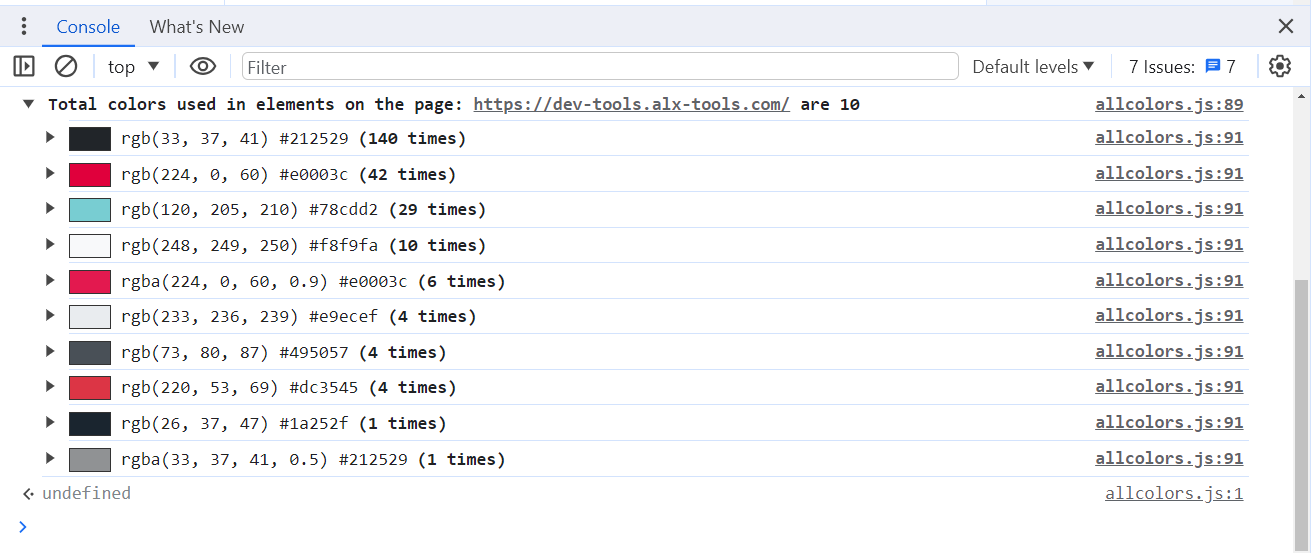 Console What's New
top Filter Default levels 7 Issues: 7
Total colors used in elements on the page: https://dev-tools.alx-tools.com/ are 10 allcolors.js:89
rgb(33, 37, 41) #212529 (140 times) allcolors.js:91
rgb(224, 0, 60) #e0003c (42 times) allcolors.js:91
rgb(120, 205, 210) #78cdd2 (29 times) allcolors.js:91
rgb(248, 249, 250) #f8f9fa (10 times) allcolors.js:91
rgba(224, 0, 60, 0.9) #e0003c (6 times) allcolors.js:91
rgb(233, 236, 239) #e9ecef (4 times) allcolors.js:91
rgb(73, 80, 87) #495057 (4 times) allcolors.js:91
rgb(220, 53, 69) #dc3545 (4 times) allcolors.js:91
rgb(26, 37, 47) #1a252f (1 times) allcolors.js:91
rgba(33, 37, 41, 0.5) #212529 (1 times) allcolors.js:91
undefined allcolors.js:1